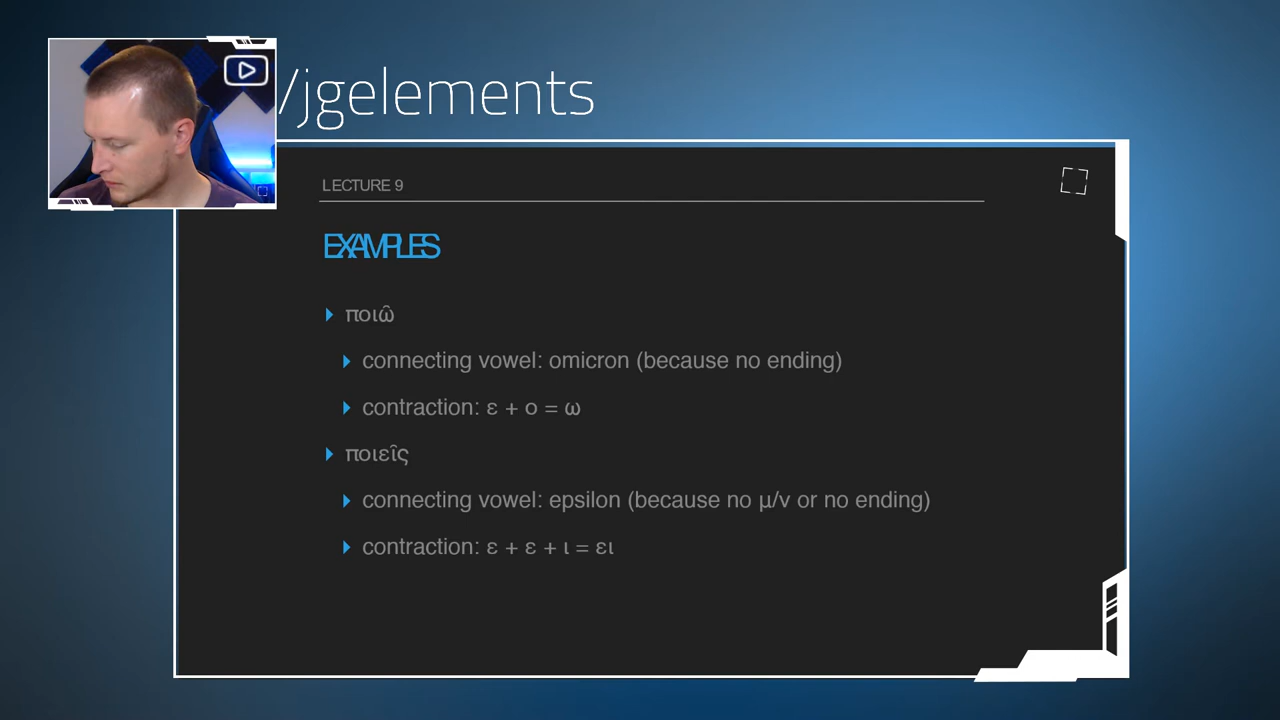 /jgelements
LECTURE 9
EXAMPLES
ποιῶ
connecting vowel: omicron (because no ending)
contraction: ε + ο = ω
ποιεῖς
connecting vowel: epsilon (because no μ/ν or no ending)
contraction: ε + ε + ι = ει